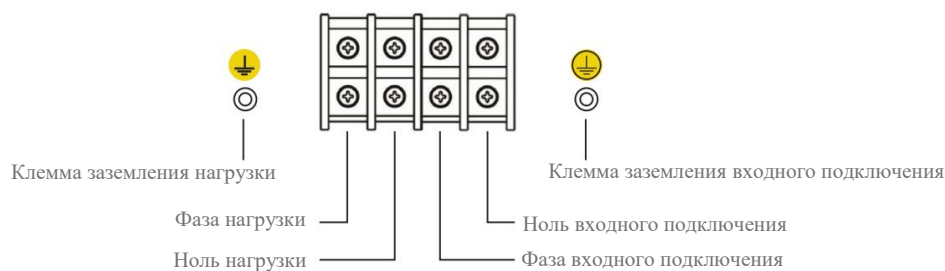 Клемма заземления нагрузки
Клемма заземления входного подключения
Фаза нагрузки
Ноль входного подключения
Ноль нагрузки
Фаза входного подключения